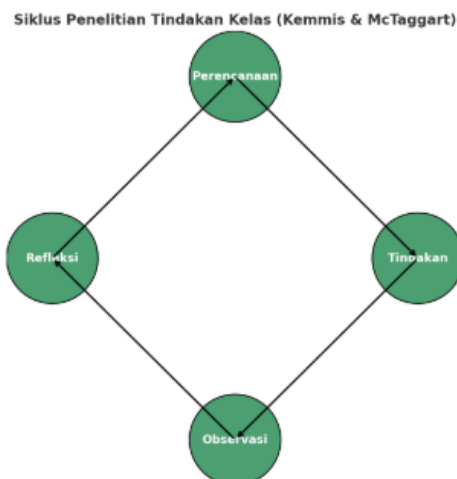 Siklus Penelitian Tindakan Kelas (Kemmis & McTaggart)
Perencanaan
Refleksi
Tindakan
Observasi